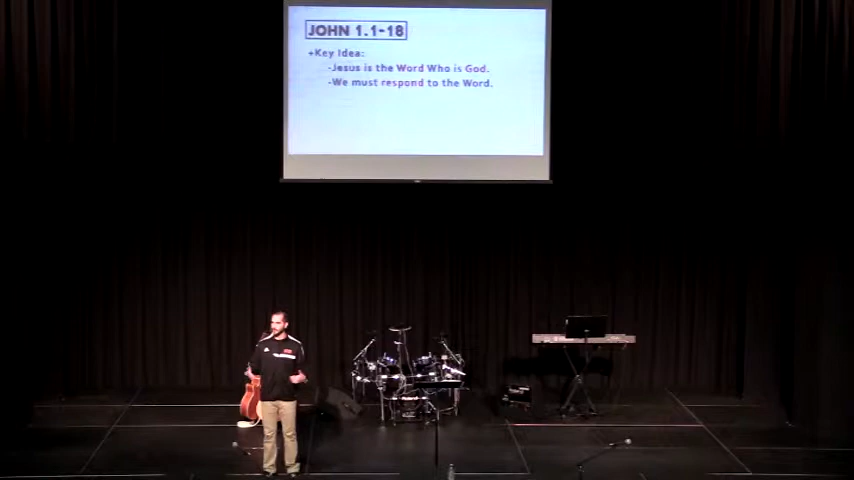 JOHN 1.1-18
+Key Idea:
-Jesus is the Word Who is God.
-We must respond to the Word.